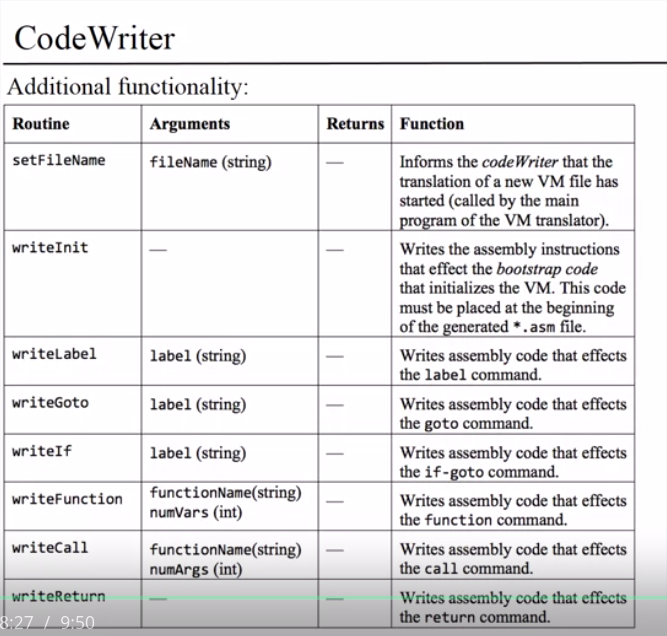 CodeWriter
Additional functionality:
Routine Arguments Returns Function
setFileName fileName (string) — Informs the codeWriter that the
translation of a new VM file has
started (called by the main
program of the VM translator).
writeInit — — Writes the assembly instructions
that effect the bootstrap code
that initializes the VM. This code
must be placed at the beginning
of the generated *.asm file.
writeLabel label (string) — Writes assembly code that effects
the label command.
writeGoto label (string) — Writes assembly code that effects
the goto command.
writeIf label (string) — Writes assembly code that effects
the if-goto command.
writeFunction functionName(string) — Writes assembly code that effects
numVars (int) the function command.
writeCall functionName(string) — Writes assembly code that effects
numArgs (int) the call command.
writeReturn — — Writes assembly code that effects
the return command.
8:27 / 9:50